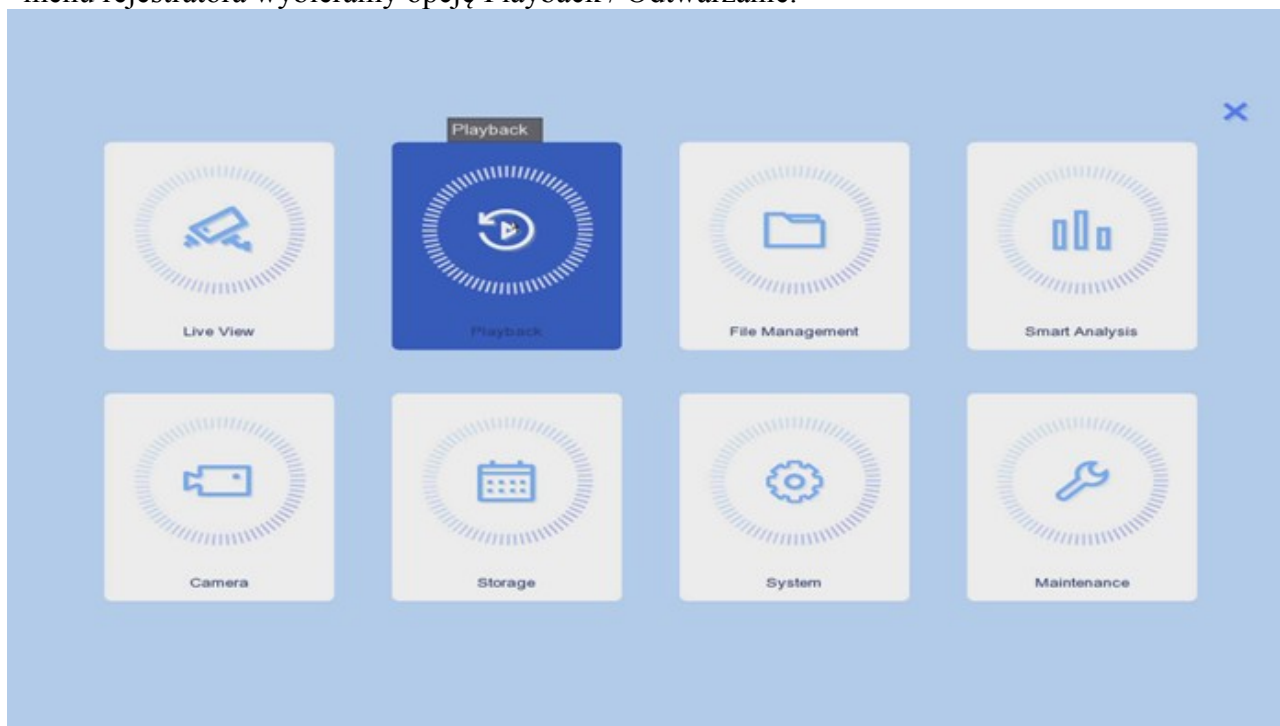 menu rejestratora wybieramy opcję Playback / Odtwarzanie.
Playback
Live View
Playback
File Management
Smart Analysis
Camera
Storage
System
Maintenance